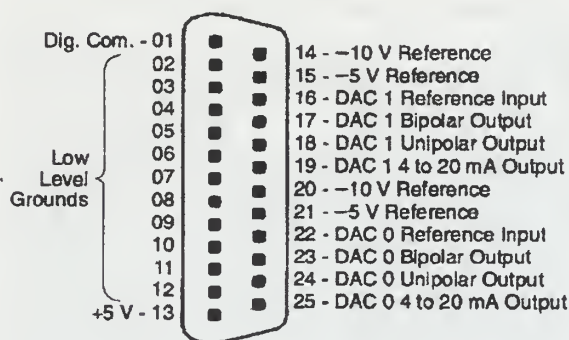 Dig. Com. - 01
02
03
04
05
06
07
08
09
10
11
12
+5 V - 13
Low
Level
Grounds
14 - –10 V Reference
15 - –5 V Reference
16 - DAC 1 Reference Input
17 - DAC 1 Bipolar Output
18 - DAC 1 Unipolar Output
19 - DAC 1 4 to 20 mA Output
20 - –10 V Reference
21 - –5 V Reference
22 - DAC 0 Reference Input
23 - DAC 0 Bipolar Output
24 - DAC 0 Unipolar Output
25 - DAC 0 4 to 20 mA Output